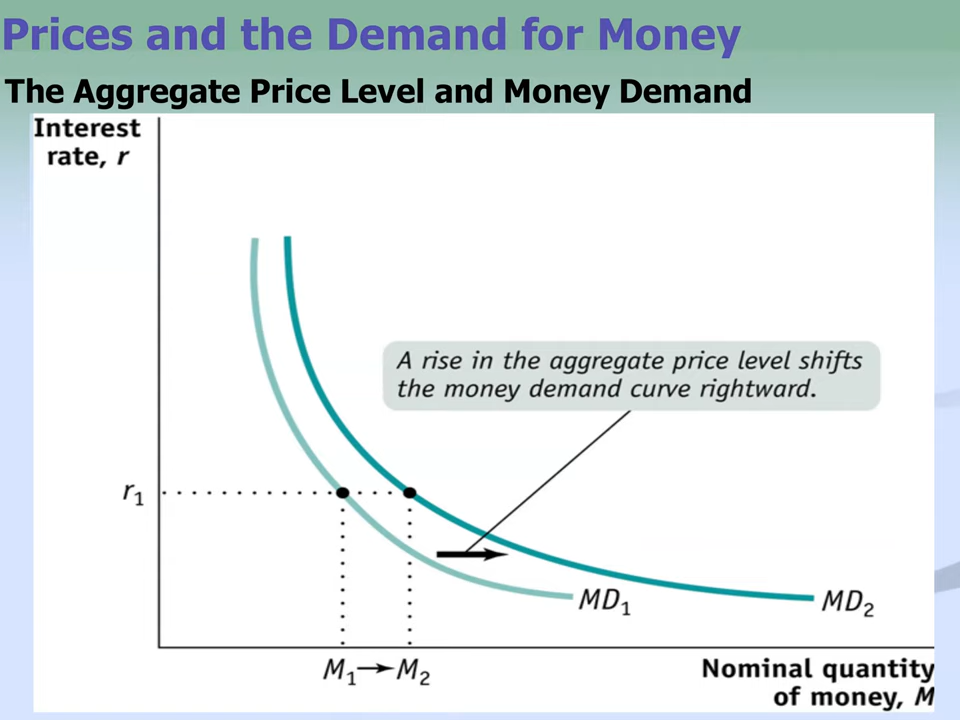 Prices and the Demand for Money
The Aggregate Price Level and Money Demand
Interest
rate, r
A rise in the aggregate price level shifts
the money demand curve rightward.
r₁
MD₁
MD₂
M₁→M₂
Nominal quantity
of money, M